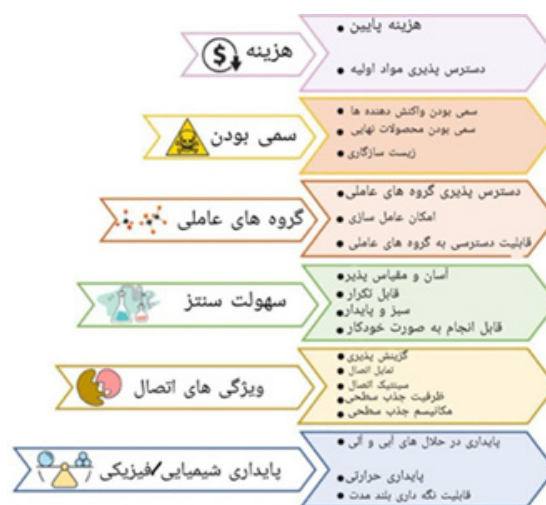 هزینه
هزینه پایین
دسترس پذیری مواد اولیه
سمی بودن
سمی بودن واکنش دهنده ها
سمی بودن محصولات نهایی
زیست سازگاری
گروه های عاملی
دسترس پذیری گروه های عاملی
امکان عامل سازی
قابلیت دسترسی به گروه های عاملی
سهولت سنتز
آسان و مقیاس پذیر
قابل تکرار
سبز و پایدار
قابل انجام به صورت خودکار
ویژگی های اتصال
گزینش پذیری
تمایل اتصال
سینتیک اتصال
ظرفیت جذب سطحی
مکانیسم جذب سطحی
پایداری شیمیایی/فیزیکی
پایداری در حلال های آبی و آلی
پایداری حرارتی
قابلیت نگه داری بلند مدت